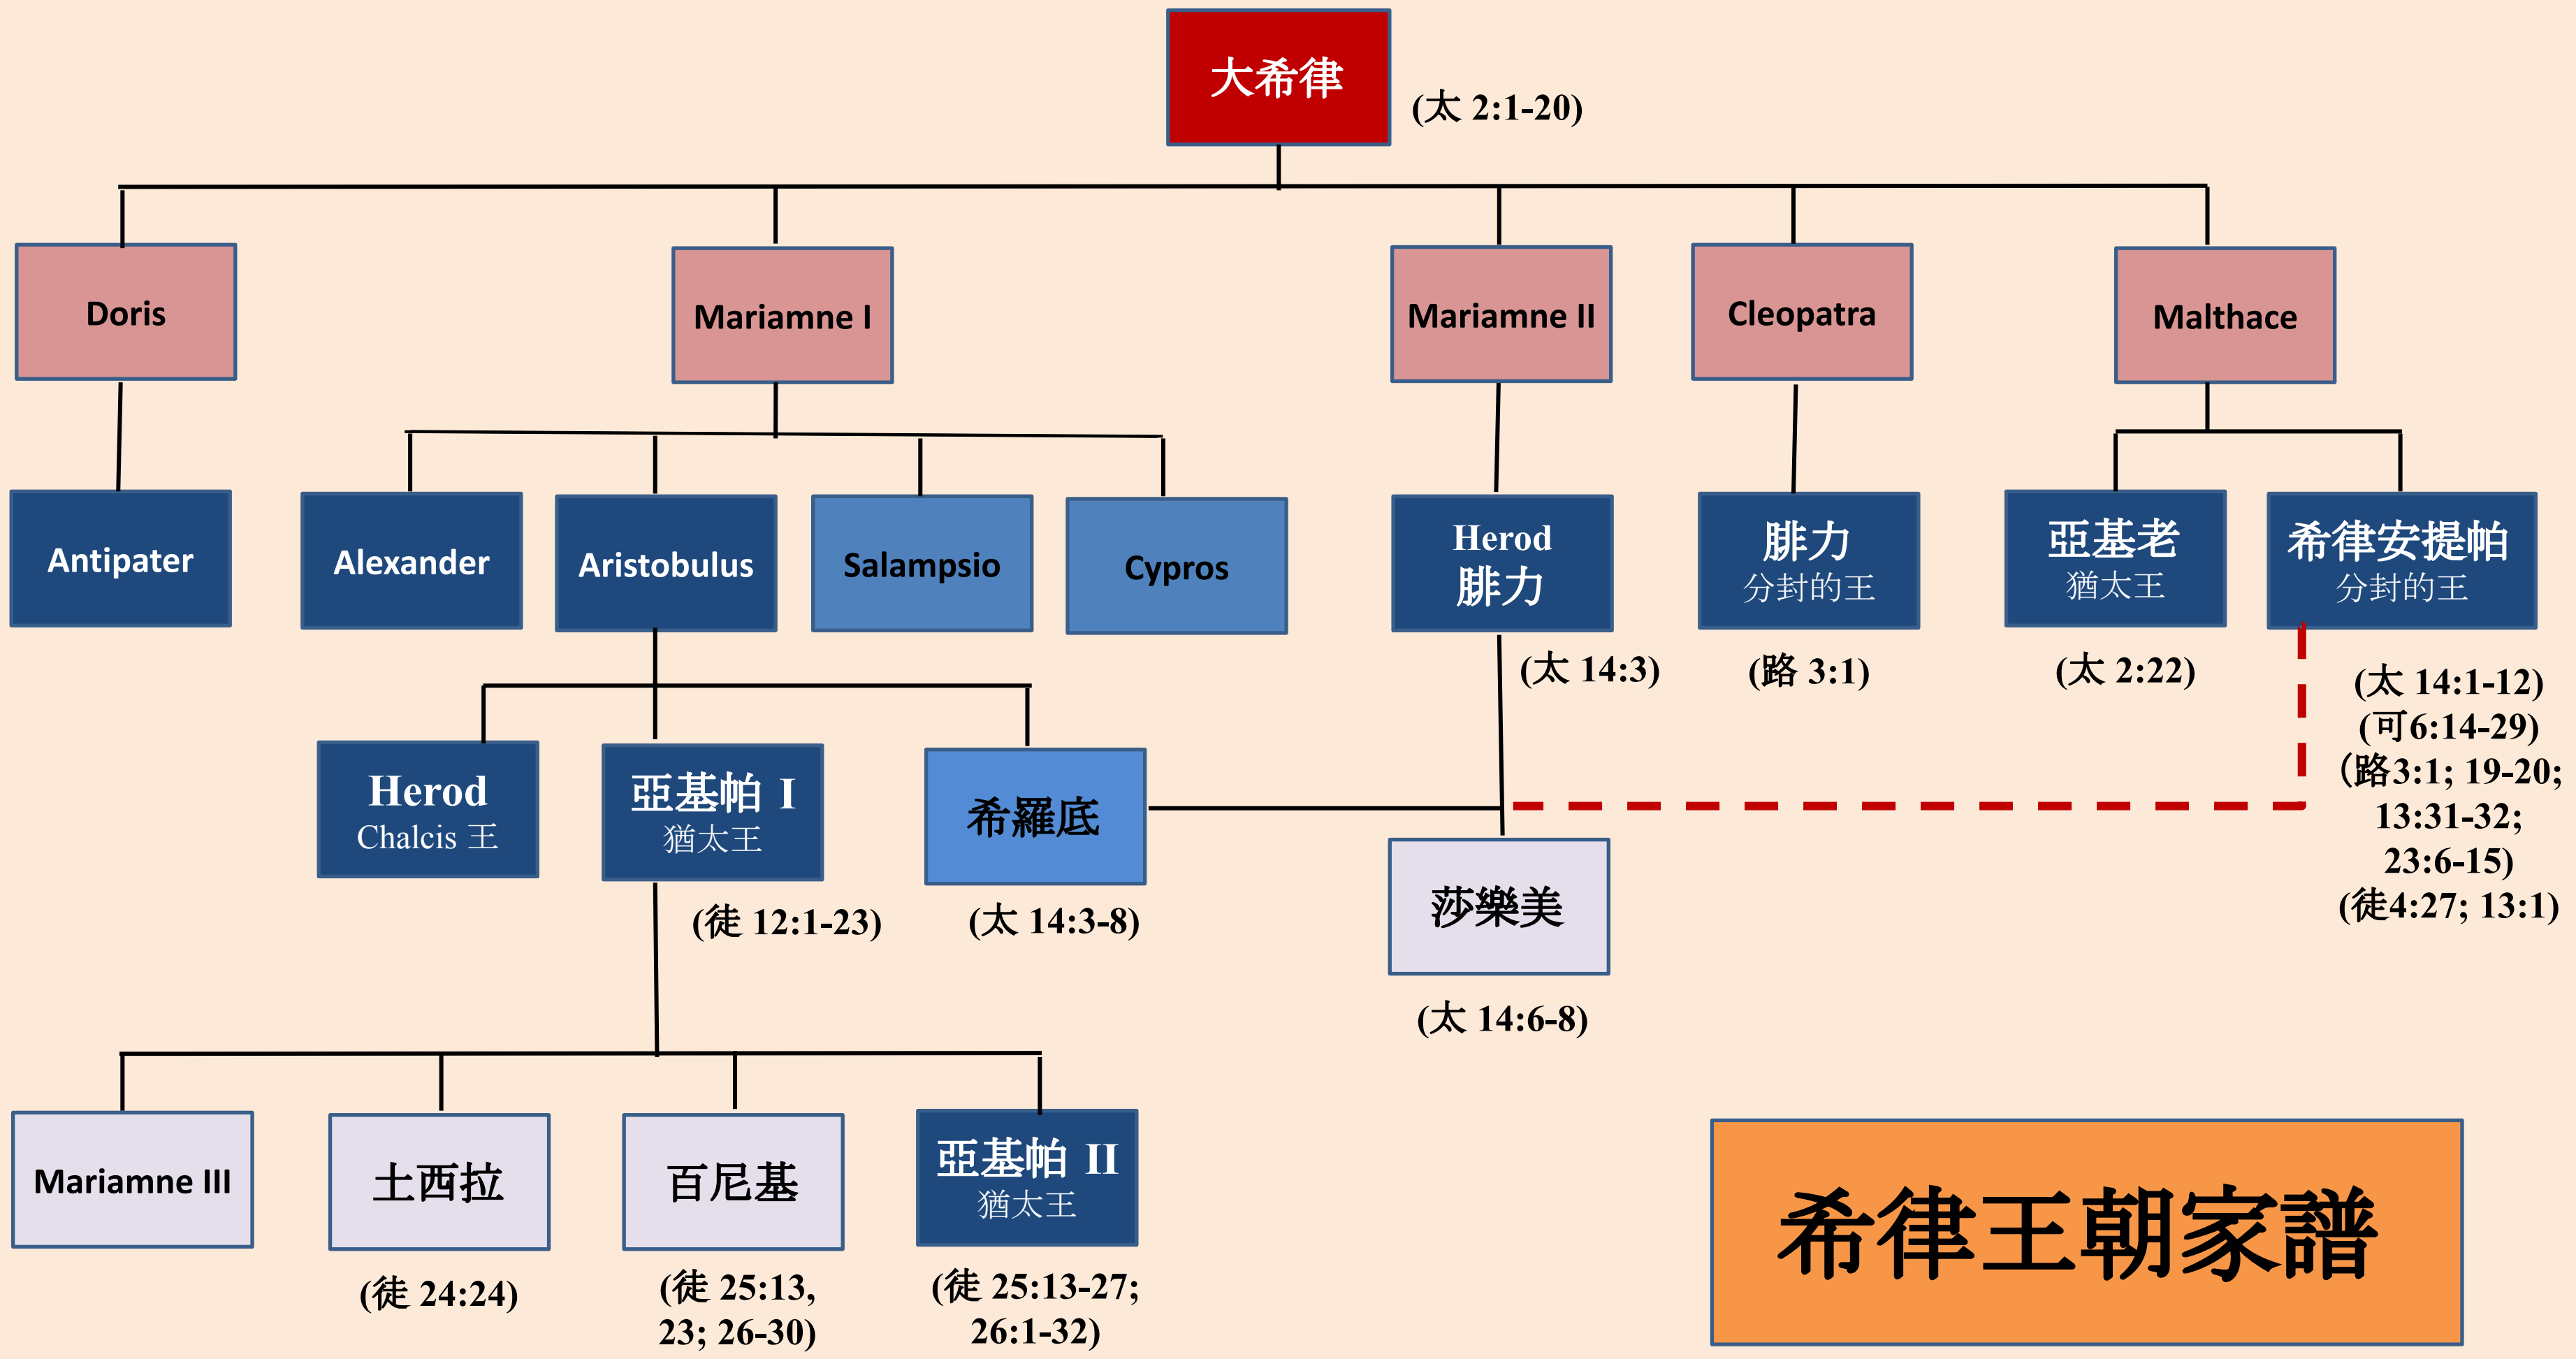 大希律
(太 2:1-20)
Doris
Mariamne I
Mariamne II
Cleopatra
Malthace
Antipater
Alexander
Aristobulus
Salampsio
Cypros
Herod
腓力
(太 14:3)
腓力
分封的王
(路 3:1)
亞基老
猶太王
(太 2:22)
希律安提帕
分封的王
(太 14:1-12)
(可6:14-29)
(路3:1; 19-20;
13:31-32;
23:6-15)
(徒4:27; 13:1)
Herod
Chalcis 王
亞基帕 I
猶太王
(徒 12:1-23)
希羅底
(太 14:3-8)
莎樂美
(太 14:6-8)
Mariamne III
土西拉
(徒 24:24)
百尼基
(徒 25:13,
23; 26-30)
亞基帕 II
猶太王
(徒 25:13-27;
26:1-32)
希律王朝家譜